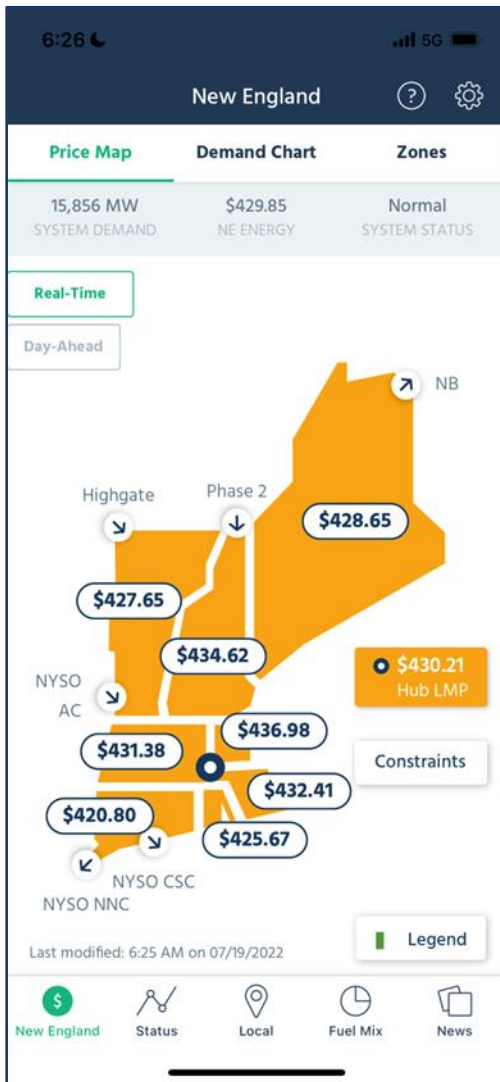 6:26
5G
New England
?
Price Map Demand Chart Zones
15,856 MW $429.85 Normal
SYSTEM DEMAND NE ENERGY SYSTEM STATUS
Real-Time
Day-Ahead
NB
Highgate Phase 2
$428.65
$427.65
$434.62
$430.21
Hub LMP
NYSO
AC
$436.98
$431.38
Constraints
$432.41
$420.80
$425.67
NYSO CSC
NYSO NNC
Legend
Last modified: 6:25 AM on 07/19/2022
$
New England Status Local Fuel Mix News